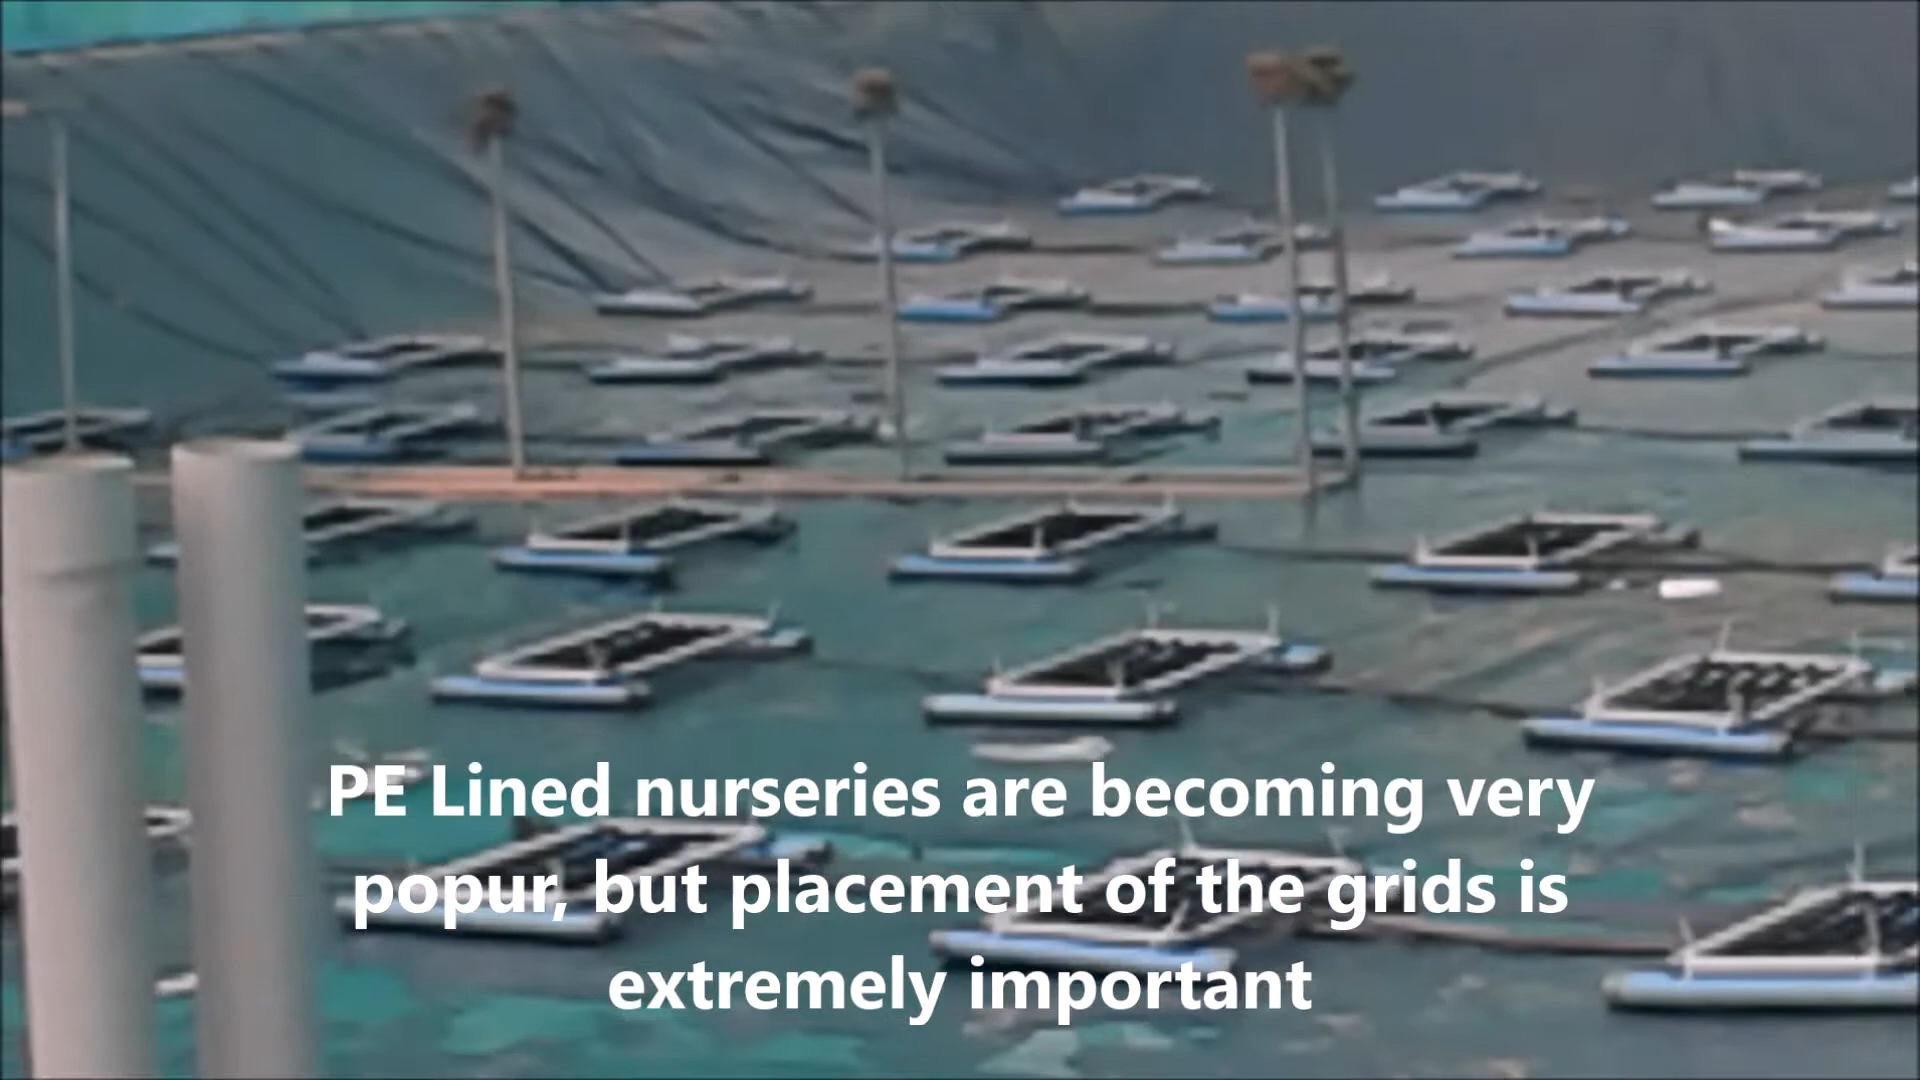 PE Lined nurseries are becoming very
popur, but placement of the grids is
extremely important